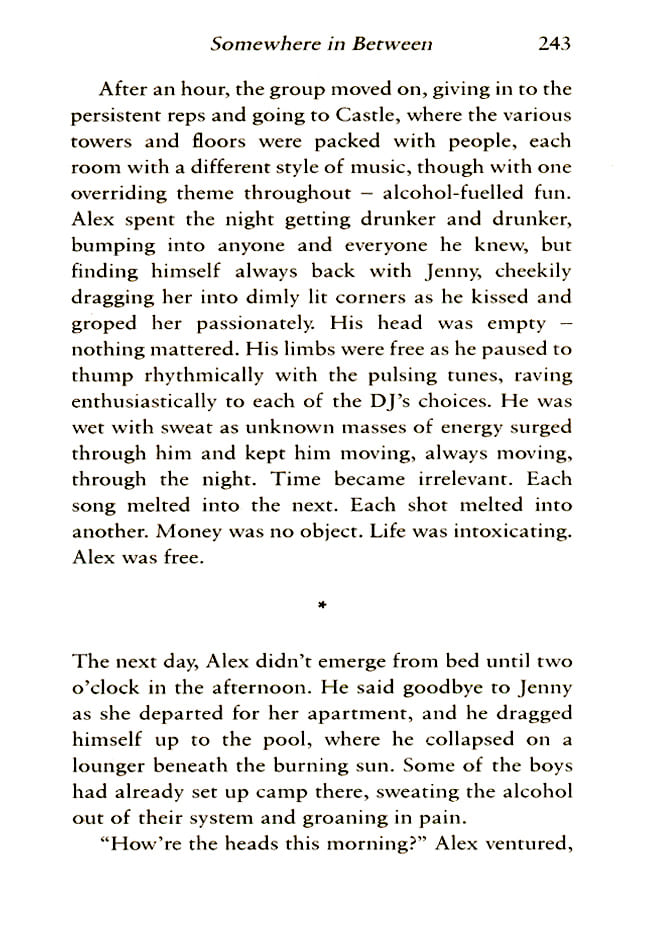 Somewhere in Between 243
After an hour, the group moved on, giving in to the
persistent reps and going to Castle, where the various
towers and floors were packed with people, each
room with a different style of music, though with one
overriding theme throughout – alcohol-fuelled fun.
Alex spent the night getting drunker and drunker,
bumping into anyone and everyone he knew, but
finding himself always back with Jenny, cheekily
dragging her into dimly lit corners as he kissed and
groped her passionately. His head was empty –
nothing mattered. His limbs were free as he paused to
thump rhythmically with the pulsing tunes, raving
enthusiastically to each of the DJ's choices. He was
wet with sweat as unknown masses of energy surged
through him and kept him moving, always moving,
through the night. Time became irrelevant. Each
song melted into the next. Each shot melted into
another. Money was no object. Life was intoxicating.
Alex was free.
*
The next day, Alex didn't emerge from bed until two
o'clock in the afternoon. He said goodbye to Jenny
as she departed for her apartment, and he dragged
himself up to the pool, where he collapsed on a
lounger beneath the burning sun. Some of the boys
had already set up camp there, sweating the alcohol
out of their system and groaning in pain.
"How're the heads this morning?" Alex ventured,